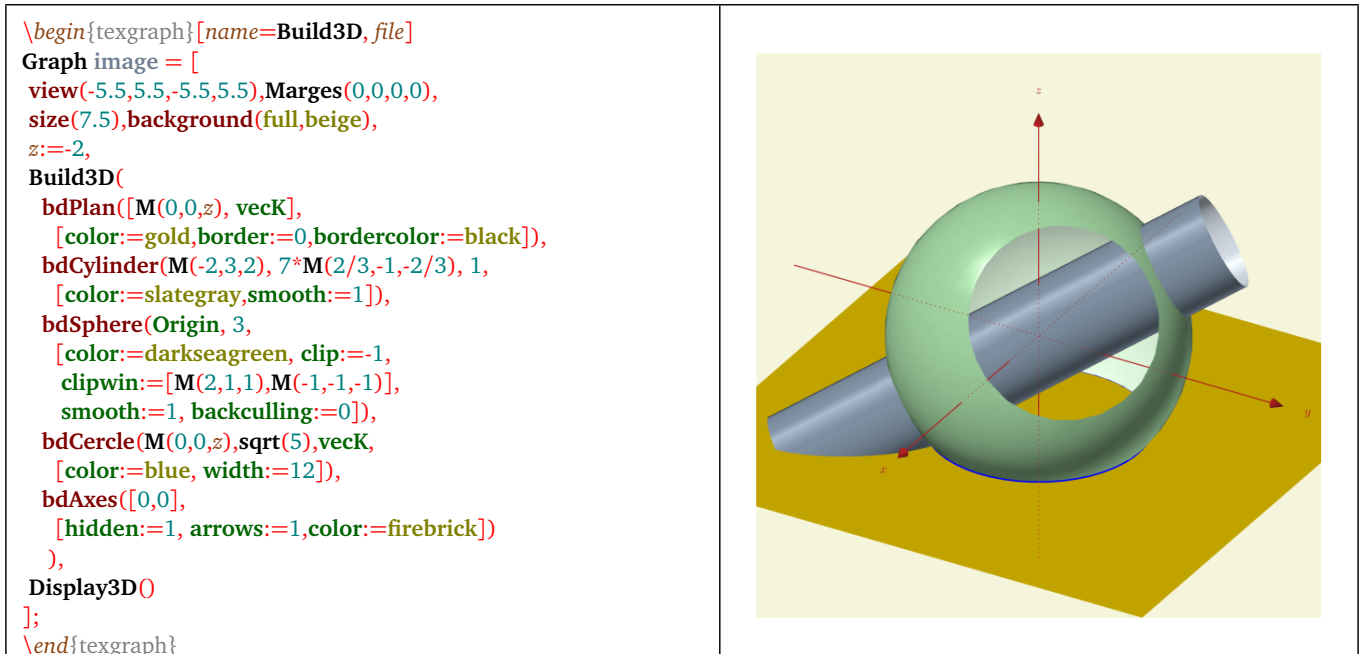 \begin{texgraph}[name=Build3D, file]
Graph image = [
view(-5.5,5.5,-5.5,5.5),Marges(0,0,0,0),
size(7.5),background(full,beige),
z:=-2,
Build3D(
bdPlan([M(0,0,z), vecK],
[color:=gold,border:=0,bordercolor:=black]),
bdCylinder(M(-2,3,2), 7*M(2/3,-1,-2/3), 1,
[color:=slategray,smooth:=1]),
bdSphere(Origin, 3,
[color:=darkseagreen, clip:=-1,
clipwin:=[M(2,1,1),M(-1,-1,-1)],
smooth:=1, backculling:=0]),
bdCercle(M(0,0,z),sqrt(5),vecK,
[color:=blue, width:=12]),
bdAxes([0,0],
[hidden:=1, arrows:=1,color:=firebrick])
),
Display3D()
];
\end{texgraph}
z
y
x